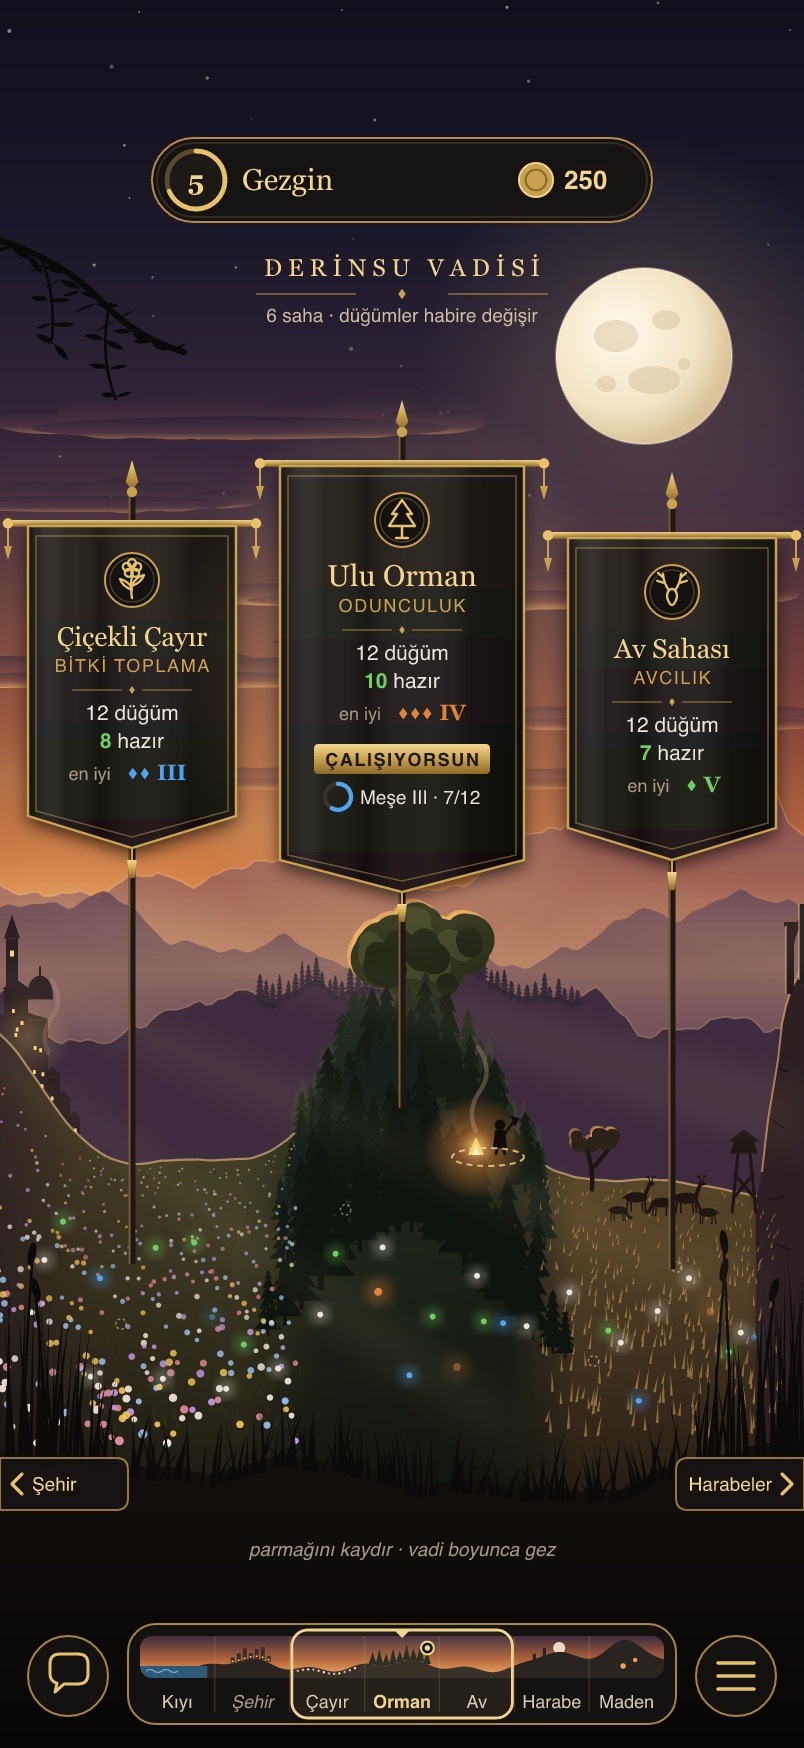 5 Gezgin 250
DERİNSU VADİSİ
6 saha · düğümler habire değişir
Çiçekli Çayır
BİTKİ TOPLAMA
12 düğüm
8 hazır
en iyi ♦♦ III
Ulu Orman
ODUNCULUK
12 düğüm
10 hazır
en iyi ♦♦♦ IV
ÇALIŞIYORSUN
Meşe III · 7/12
Av Sahası
AVCILIK
12 düğüm
7 hazır
en iyi ♦ V
Şehir
Harabeler
parmağını kaydır · vadi boyunca gez
Kıyı Şehir Çayır Orman Av Harabe Maden